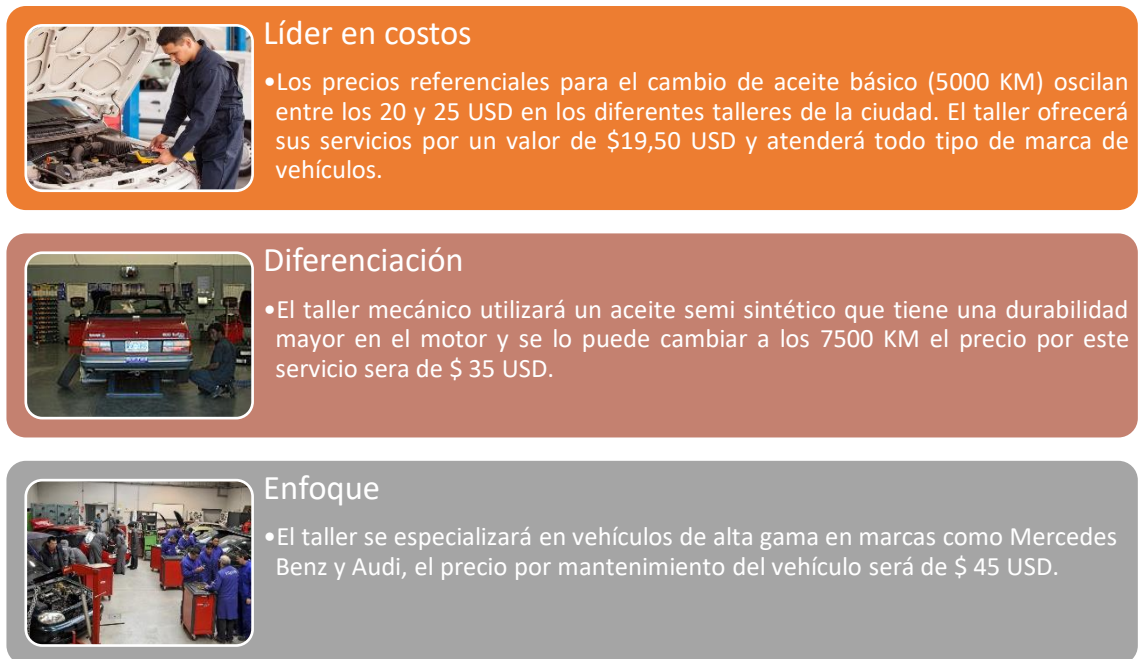 Líder en costos
•Los precios referenciales para el cambio de aceite básico (5000 KM) oscilan
entre los 20 y 25 USD en los diferentes talleres de la ciudad. El taller ofrecerá
sus servicios por un valor de $19,50 USD y atenderá todo tipo de marca de
vehículos.
Diferenciación
•El taller mecánico utilizará un aceite semi sintético que tiene una durabilidad
mayor en el motor y se lo puede cambiar a los 7500 KM el precio por este
servicio sera de $ 35 USD.
Enfoque
•El taller se especializará en vehículos de alta gama en marcas como Mercedes
Benz y Audi, el precio por mantenimiento del vehículo será de $ 45 USD.